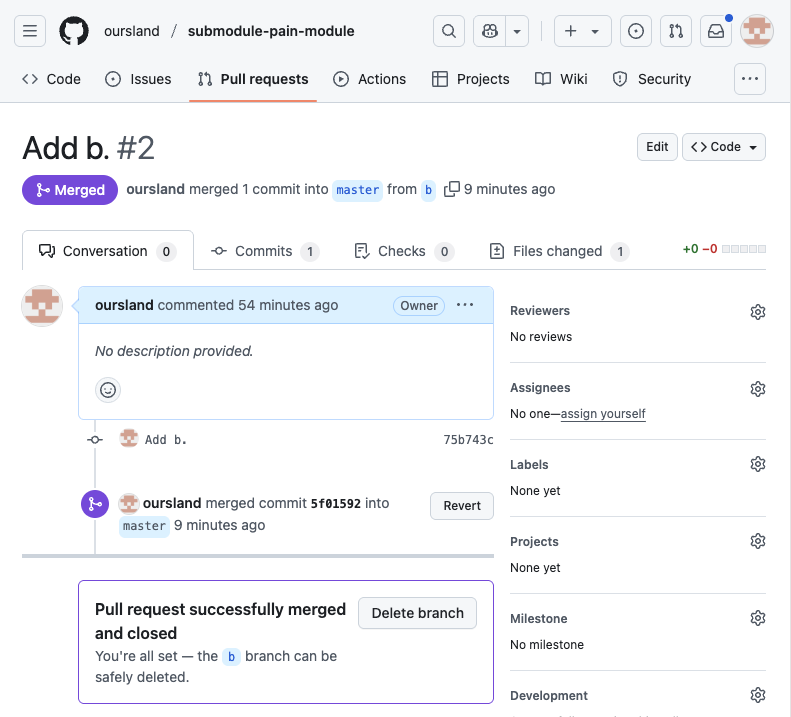 oursland / submodule-pain-module
Code Issues Pull requests Actions Projects Wiki Security
Add b. #2
Edit Code
Merged oursland merged 1 commit into master from b 9 minutes ago
Conversation 0 Commits 1 Checks 0 Files changed 1 +0 −0
oursland commented 54 minutes ago Owner
No description provided.
Add b. 75b743c
oursland merged commit 5f01592 into
master 9 minutes ago
Revert
Pull request successfully merged
and closed
You're all set — the b branch can be
safely deleted.
Delete branch
Reviewers
No reviews
Assignees
No one—assign yourself
Labels
None yet
Projects
None yet
Milestone
No milestone
Development